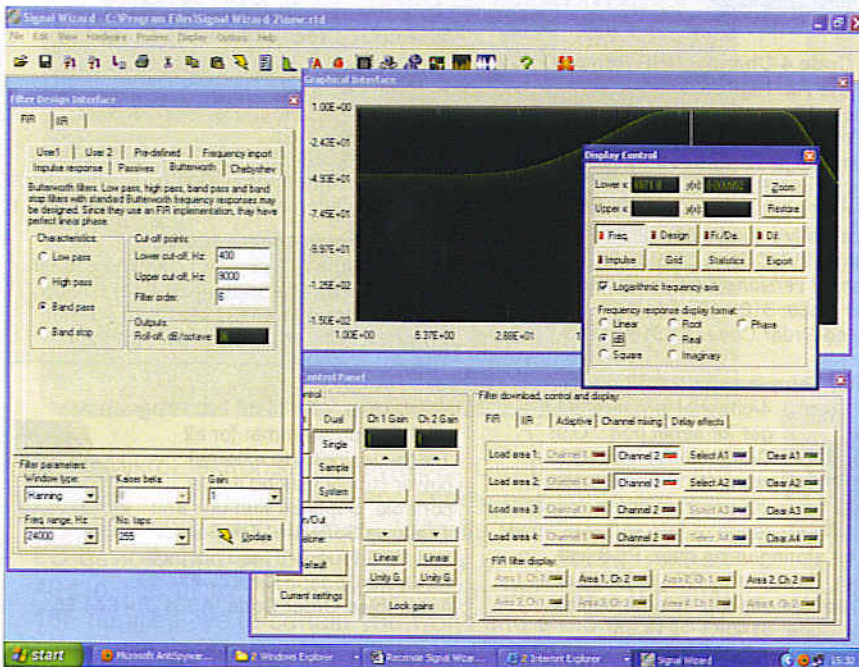 Signal Wizard - C:\Program Files\Signal Wizard 2\new.rtd
File Edit View Hardware Process Display Options Help
Filter Design Interface
FIR IIR
User1 User 2 Pre-defined Frequency import
Impulse response Passives Butterworth Chebyshev
Butterworth filters. Low pass, high pass, band pass and band
stop filters with standard Butterworth frequency responses may
be designed. Since they use an FIR implementation, they have
perfect linear phase.
Characteristics:
Low pass
High pass
Band pass
Band stop
Cut-off points:
Lower cut-off, Hz: 400
Upper cut-off, Hz: 9000
Filter order: 6
Outputs:
Roll-off, dB/octave:
Filter parameters:
Window type: Kaiser beta: Gain:
Hanning 1
Freq. range, Hz: No. taps:
24000 255 Update
Graphical Interface
1.00E+00
-2.42E+01
-4.93E+01
-7.45E+01
-9.97E+01
-1.25E+02
-1.50E+02
1.00E+00 5.37E+00 2.88E+01
Display Control
Lower x: y(x): Zoom
Upper x: y(x): Restore
Freq. Design Fr./De. Dif.
Impulse Grid Statistics Export
Logarithmic frequency axis
Frequency response display format:
Linear Root Phase
dB Real
Square Imaginary
Control Panel
Dual
Single
Sample
System
Ch 1 Gain Ch 2 Gain
Linear Linear
Unity G. Unity G.
Current settings Lock gains
Filter download, control and display:
FIR IIR Adaptive Channel mixing Delay effects
Load area 1: Channel 1 Channel 2 Select A1 Clear A1
Load area 2: Channel 1 Channel 2 Select A2 Clear A2
Load area 3: Channel 1 Channel 2 Select A3 Clear A3
Load area 4: Channel 1 Channel 2 Select A4 Clear A4
FIR filter display:
Area 1, Ch 1 Area 1, Ch 2 Area 2, Ch 1 Area 2, Ch 2
start Microsoft AntiSpywar... 2 Windows Explorer Signal Wizar... 2 Internet Explorer Signal Wizard